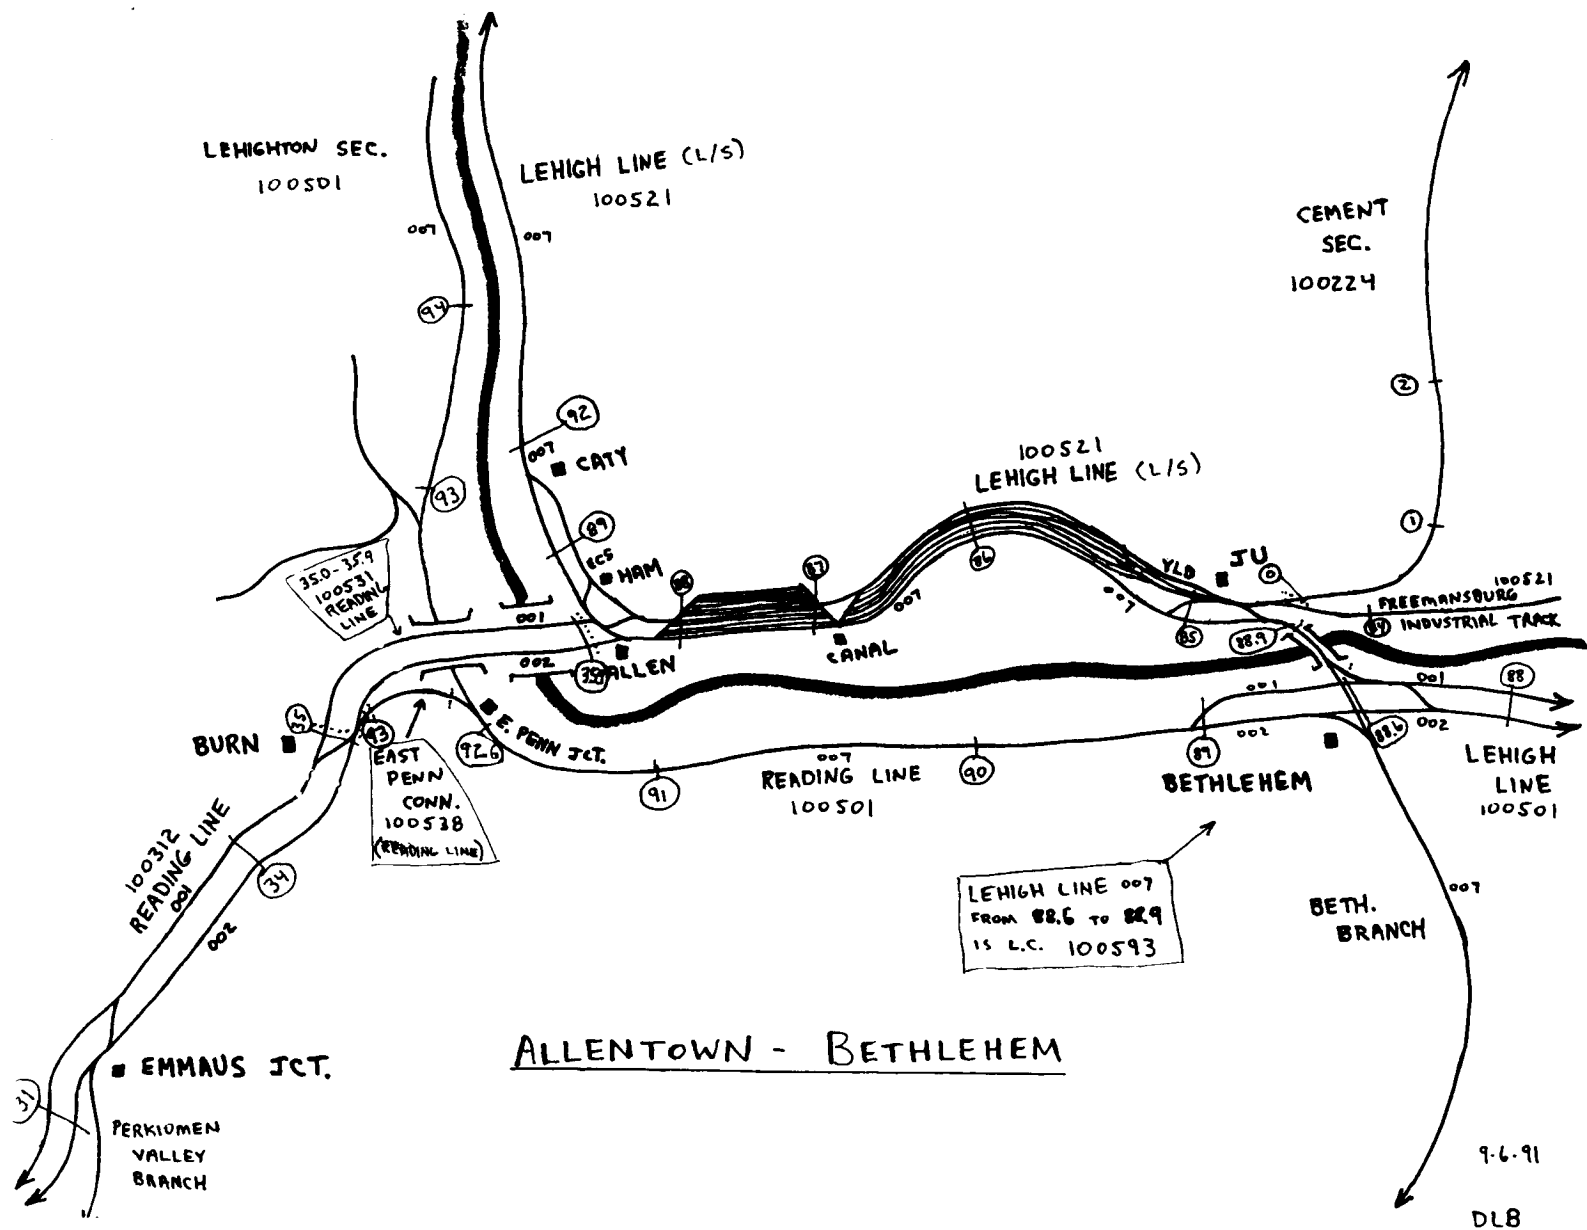 LEHIGHTON SEC.
100501
LEHIGH LINE (L/S)
100521
007
007
94
CEMENT
SEC.
100224
2
92
007
CATY
93
89
ECS
HAM
35.0-35.9
100531
READING
LINE
88
87
100521
LEHIGH LINE (L/S)
86
007
YLD
007
JU
0
1
85
88.9
84
100521
FREEMANSBURG
INDUSTRIAL TRACK
001
002
ALLEN
CANAL
35
BURN
93
E. PENN JCT.
92.6
EAST
PENN
CONN.
100538
(READING LINE)
91
007
READING LINE
100501
90
89
001
002
BETHLEHEM
88.6
001
002
88
LEHIGH
LINE
100501
100312
READING LINE
001
002
34
LEHIGH LINE 007
FROM 88.6 TO 88.9
IS L.C. 100593
BETH.
BRANCH
007
ALLENTOWN - BETHLEHEM
EMMAUS JCT.
31
PERKIOMEN
VALLEY
BRANCH
9-6-91
DLB